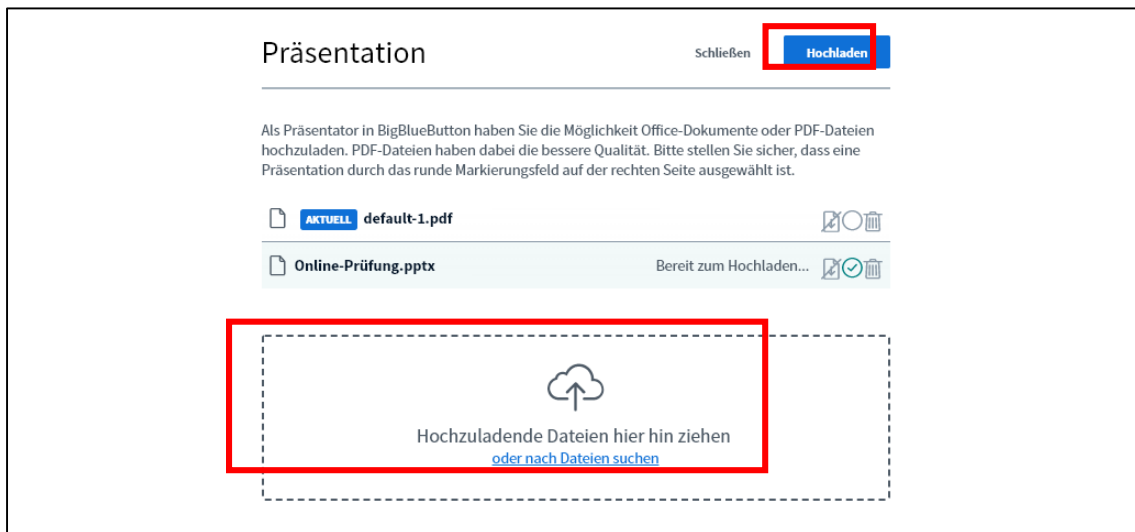 Präsentation
Schließen
Hochladen
Als Präsentator in BigBlueButton haben Sie die Möglichkeit Office-Dokumente oder PDF-Dateien
hochzuladen. PDF-Dateien haben dabei die bessere Qualität. Bitte stellen Sie sicher, dass eine
Präsentation durch das runde Markierungsfeld auf der rechten Seite ausgewählt ist.
AKTUELL default-1.pdf
Online-Prüfung.pptx Bereit zum Hochladen...
Hochzuladende Dateien hier hin ziehen
oder nach Dateien suchen